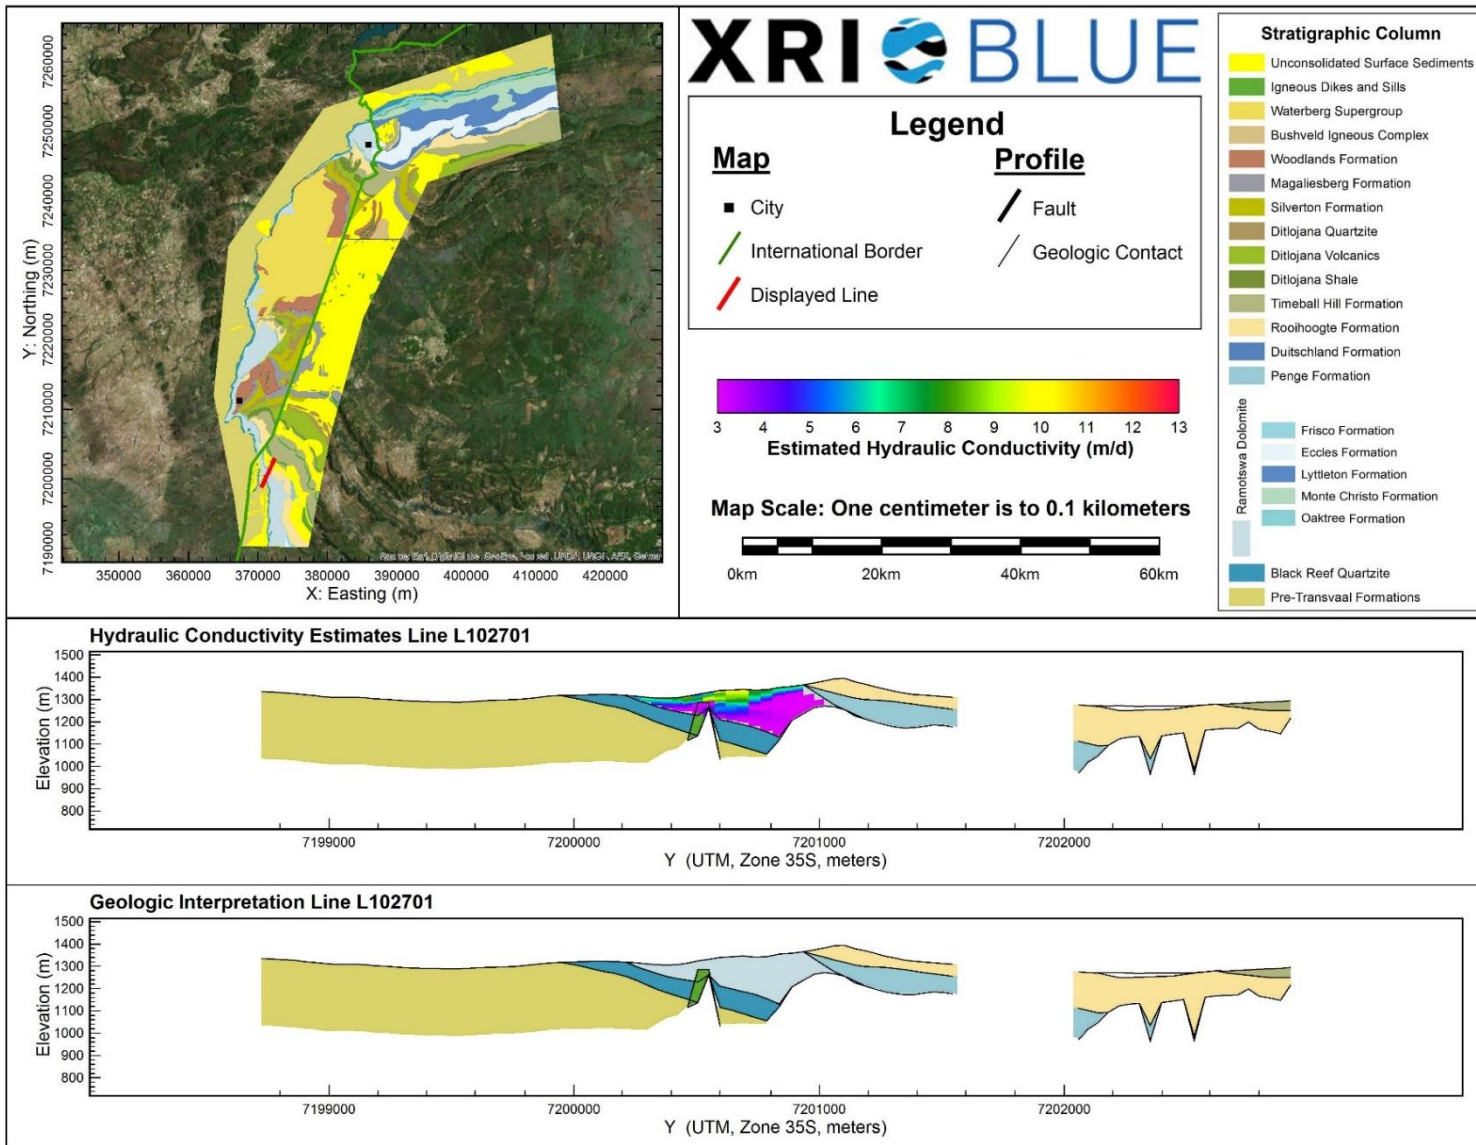 XRI BLUE
Legend
Map
City
International Border
Displayed Line
Profile
Fault
Geologic Contact
3 4 5 6 7 8 9 10 11 12 13
Estimated Hydraulic Conductivity (m/d)
Map Scale: One centimeter is to 0.1 kilometers
0km 20km 40km 60km
Stratigraphic Column
Unconsolidated Surface Sediments
Igneous Dikes and Sills
Waterberg Supergroup
Bushveld Igneous Complex
Woodlands Formation
Magaliesberg Formation
Silverton Formation
Ditlojana Quartzite
Ditlojana Volcanics
Ditlojana Shale
Timeball Hill Formation
Rooihoogte Formation
Duitschland Formation
Penge Formation
Ramotswa Dolomite
Frisco Formation
Eccles Formation
Lyttleton Formation
Monte Christo Formation
Oaktree Formation
Black Reef Quartzite
Pre-Transvaal Formations
Y: Northing (m)
7260000
7250000
7240000
7230000
7220000
7210000
7200000
7190000
350000 360000 370000 380000 390000 400000 410000 420000
X: Easting (m)
Hydraulic Conductivity Estimates Line L102701
Elevation (m)
1500
1400
1300
1200
1100
1000
900
800
7199000 7200000 7201000 7202000
Y (UTM, Zone 35S, meters)
Geologic Interpretation Line L102701
Elevation (m)
1500
1400
1300
1200
1100
1000
900
800
7199000 7200000 7201000 7202000
Y (UTM, Zone 35S, meters)